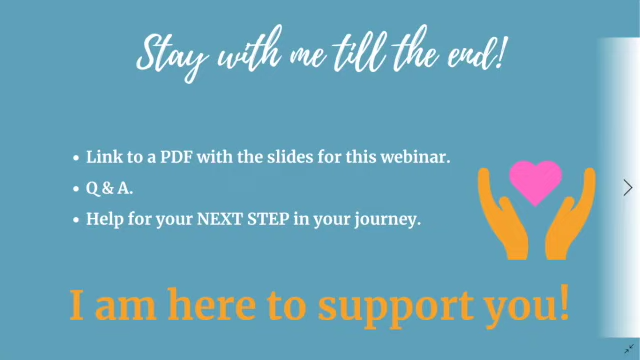 Stay with me till the end!
• Link to a PDF with the slides for this webinar.
• Q & A.
• Help for your NEXT STEP in your journey.
I am here to support you!